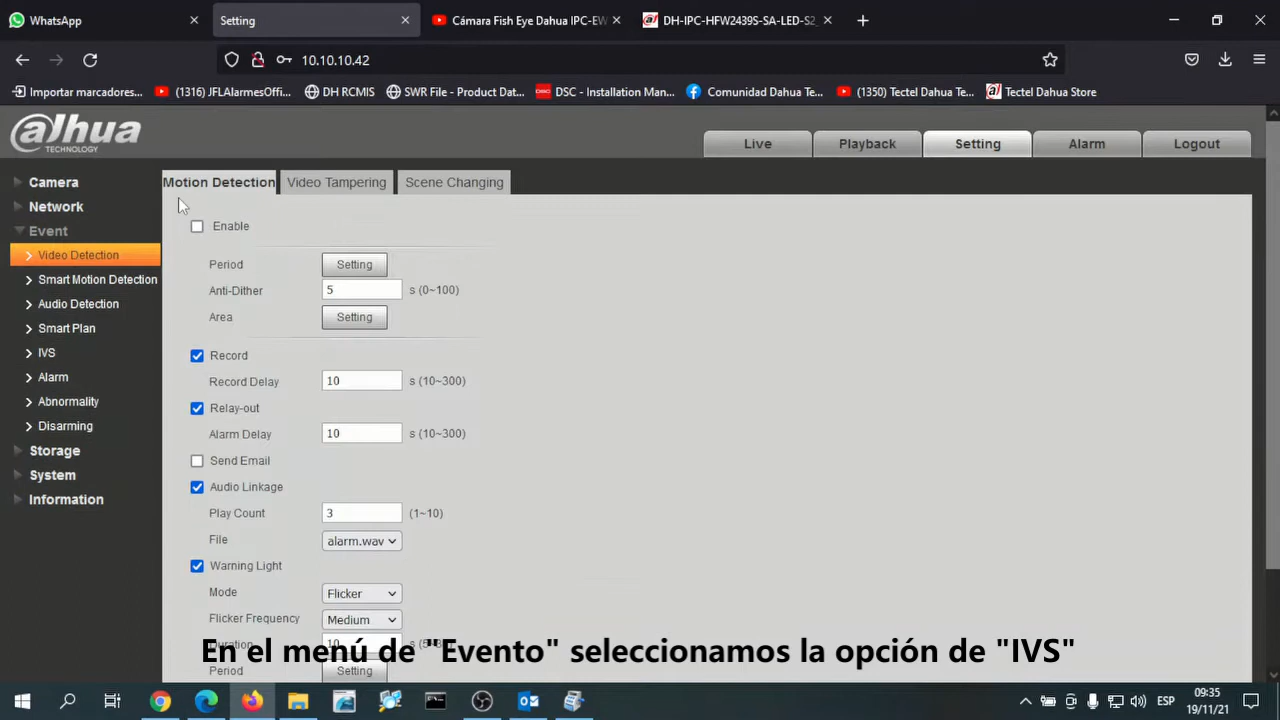 WhatsApp
Setting
Cámara Fish Eye Dahua IPC-EW
DH-IPC-HFW2439S-SA-LED-S2
10.10.10.42
Importar marcadores...
(1316) JFLAlarmesOffi...
DH RCMIS
SWR File - Product Dat...
DSC - Installation Man...
Comunidad Dahua Te...
(1350) Tectel Dahua Te...
Tectel Dahua Store
alhua
TECHNOLOGY
Live
Playback
Setting
Alarm
Logout
Camera
Network
Event
Video Detection
Smart Motion Detection
Audio Detection
Smart Plan
IVS
Alarm
Abnormality
Disarming
Storage
System
Information
Motion Detection
Video Tampering
Scene Changing
Enable
Period Setting
Anti-Dither 5 s (0~100)
Area Setting
Record
Record Delay 10 s (10~300)
Relay-out
Alarm Delay 10 s (10~300)
Send Email
Audio Linkage
Play Count 3 (1~10)
File alarm.wav
Warning Light
Mode Flicker
Flicker Frequency Medium
Duration 10
Period Setting
En el menú de "Evento" seleccionamos la opción de "IVS"
ESP
09:35
19/11/21